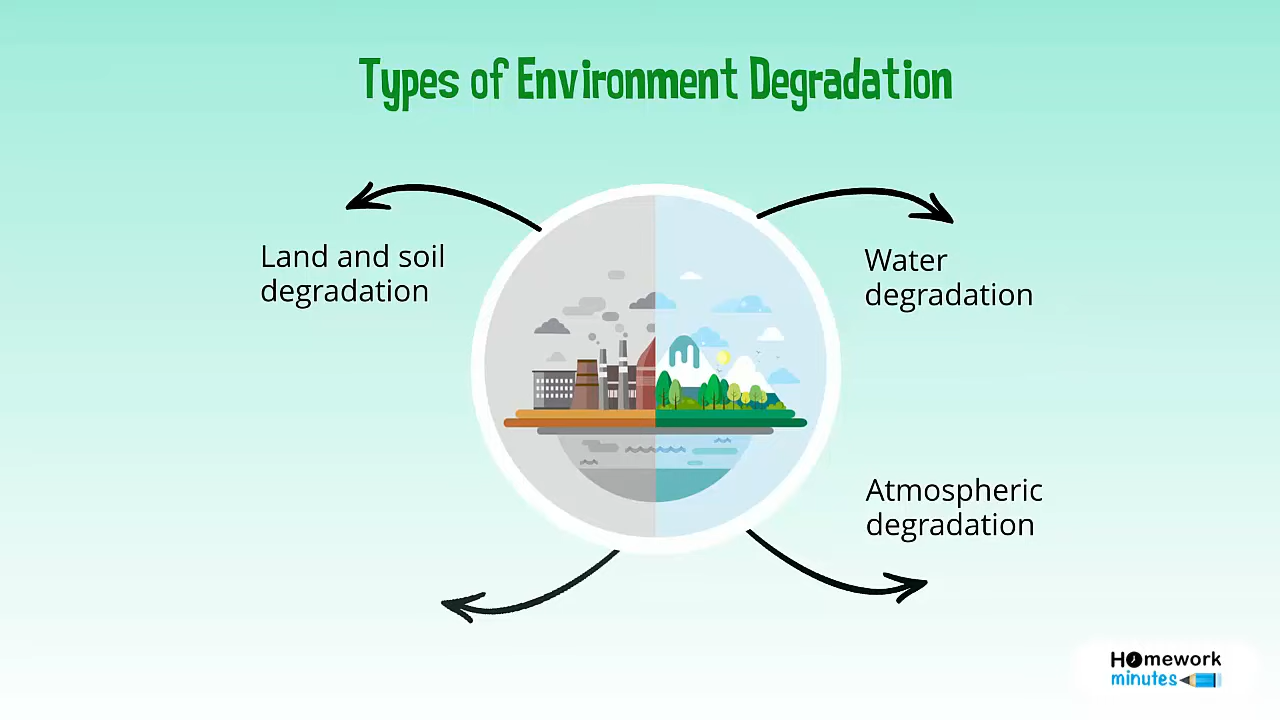 Types of Environment Degradation
Land and soil
degradation
Water
degradation
Atmospheric
degradation
Homework
minutes